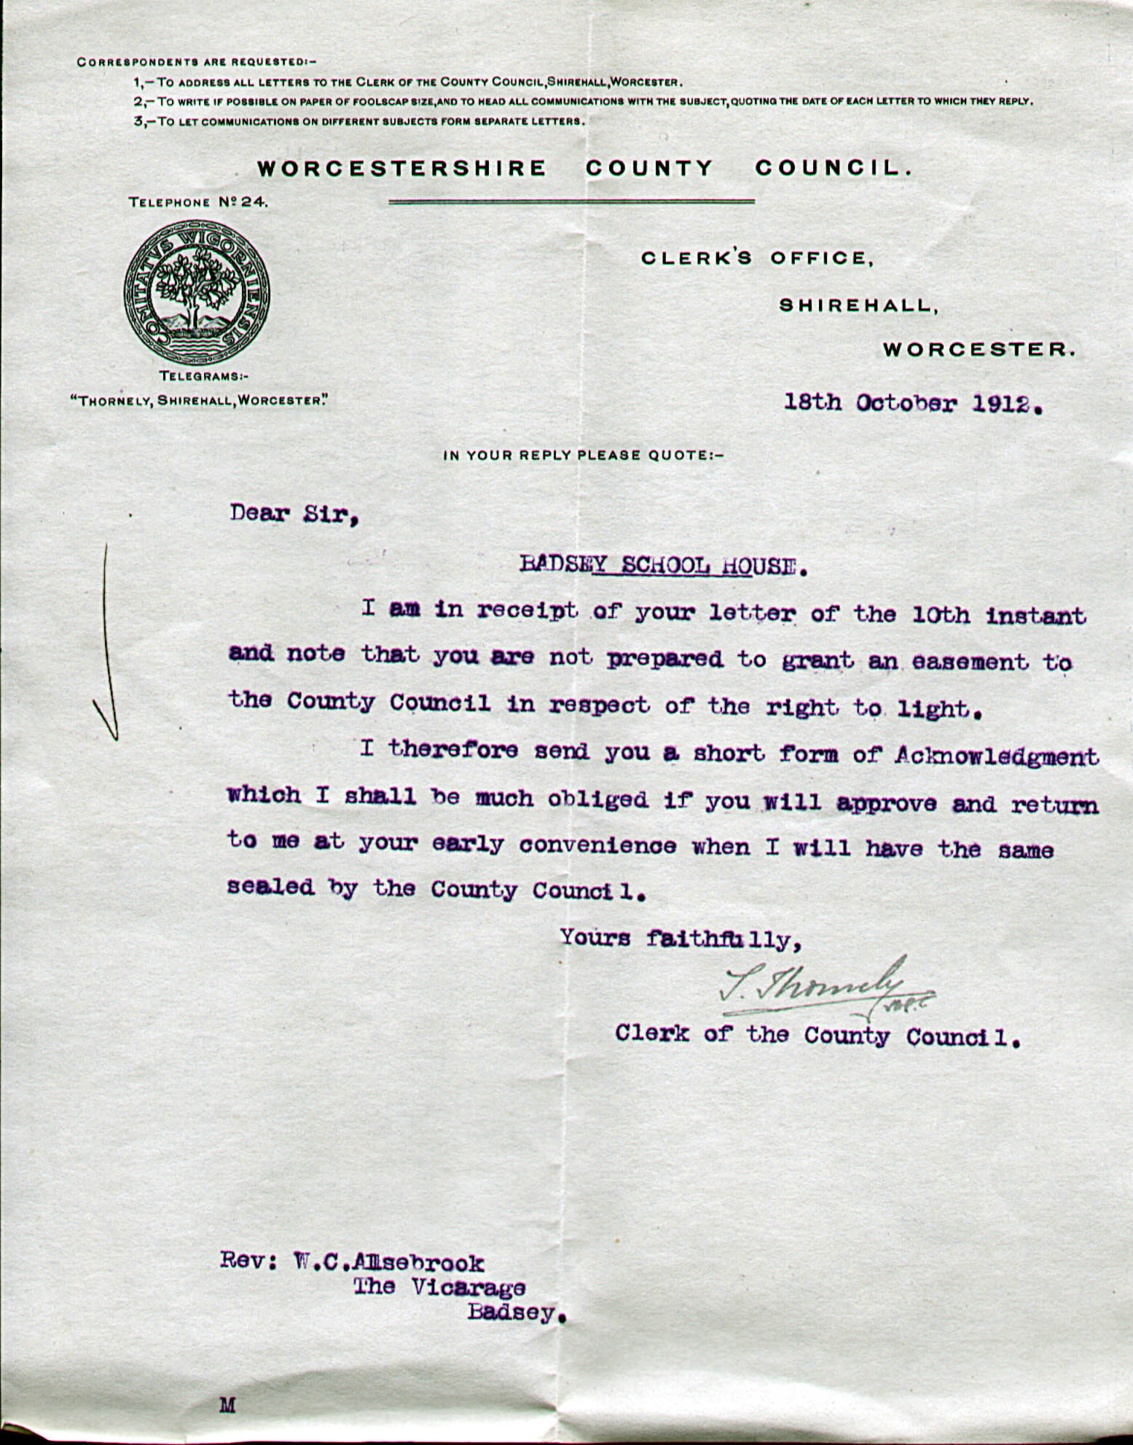 CORRESPONDENTS ARE REQUESTED:-
1,-TO ADDRESS ALL LETTERS TO THE CLERK OF THE COUNTY COUNCIL, SHIREHALL, WORCESTER.
2,-TO WRITE IF POSSIBLE ON PAPER OF FOOLSCAP SIZE, AND TO HEAD ALL COMMUNICATIONS WITH THE SUBJECT, QUOTING THE DATE OF EACH LETTER TO WHICH THEY REPLY.
3,-TO LET COMMUNICATIONS ON DIFFERENT SUBJECTS FORM SEPARATE LETTERS.
WORCESTERSHIRE COUNTY COUNCIL.
TELEPHONE Nº 24.
COMITATVS WIGORNIENSIS
TELEGRAMS:-
"THORNELY, SHIREHALL, WORCESTER."
CLERK'S OFFICE,
SHIREHALL,
WORCESTER.
18th October 1912.
IN YOUR REPLY PLEASE QUOTE:-
Dear Sir,
BADSEY SCHOOL HOUSE.
I am in receipt of your letter of the 10th instant
and note that you are not prepared to grant an easement to
the County Council in respect of the right to light.
I therefore send you a short form of Acknowledgment
which I shall be much obliged if you will approve and return
to me at your early convenience when I will have the same
sealed by the County Council.
Yours faithfully,
S. Thornely
Clerk of the County Council.
Rev: W.C.Allsebrook
The Vicarage
Badsey.
M